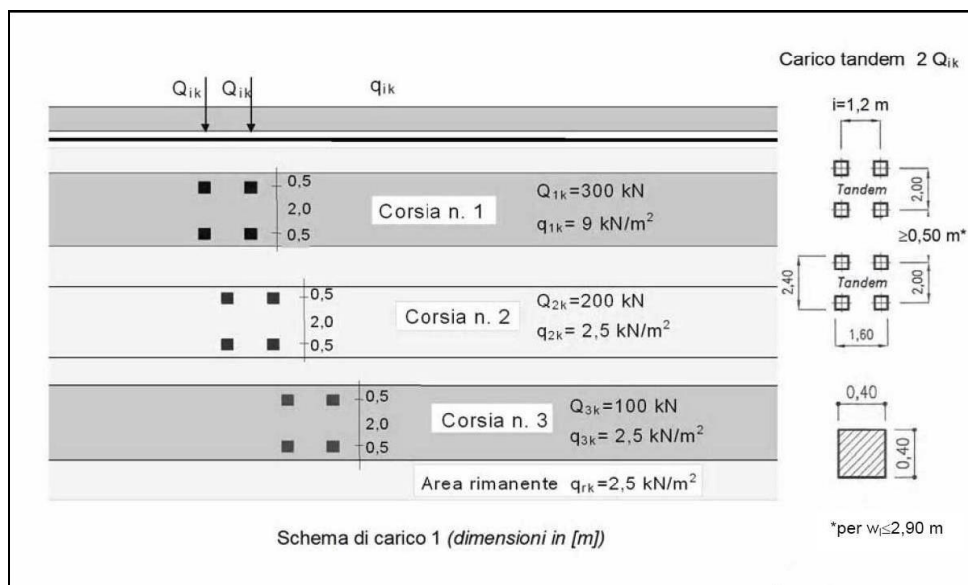 Carico tandem 2 Qik
Qik Qik qik
i=1,2 m
0,5
2,0
0,5
Corsia n. 1
Q1k=300 kN
q1k= 9 kN/m²
Tandem
2,00
≥0,50 m*
0,5
2,0
0,5
Corsia n. 2
Q2k=200 kN
q2k= 2,5 kN/m²
2,40
Tandem
2,00
1,60
0,5
2,0
0,5
Corsia n. 3
Q3k=100 kN
q3k= 2,5 kN/m²
0,40
0,40
Area rimanente qrk=2,5 kN/m²
Schema di carico 1 (dimensioni in [m])
*per wl≤2,90 m